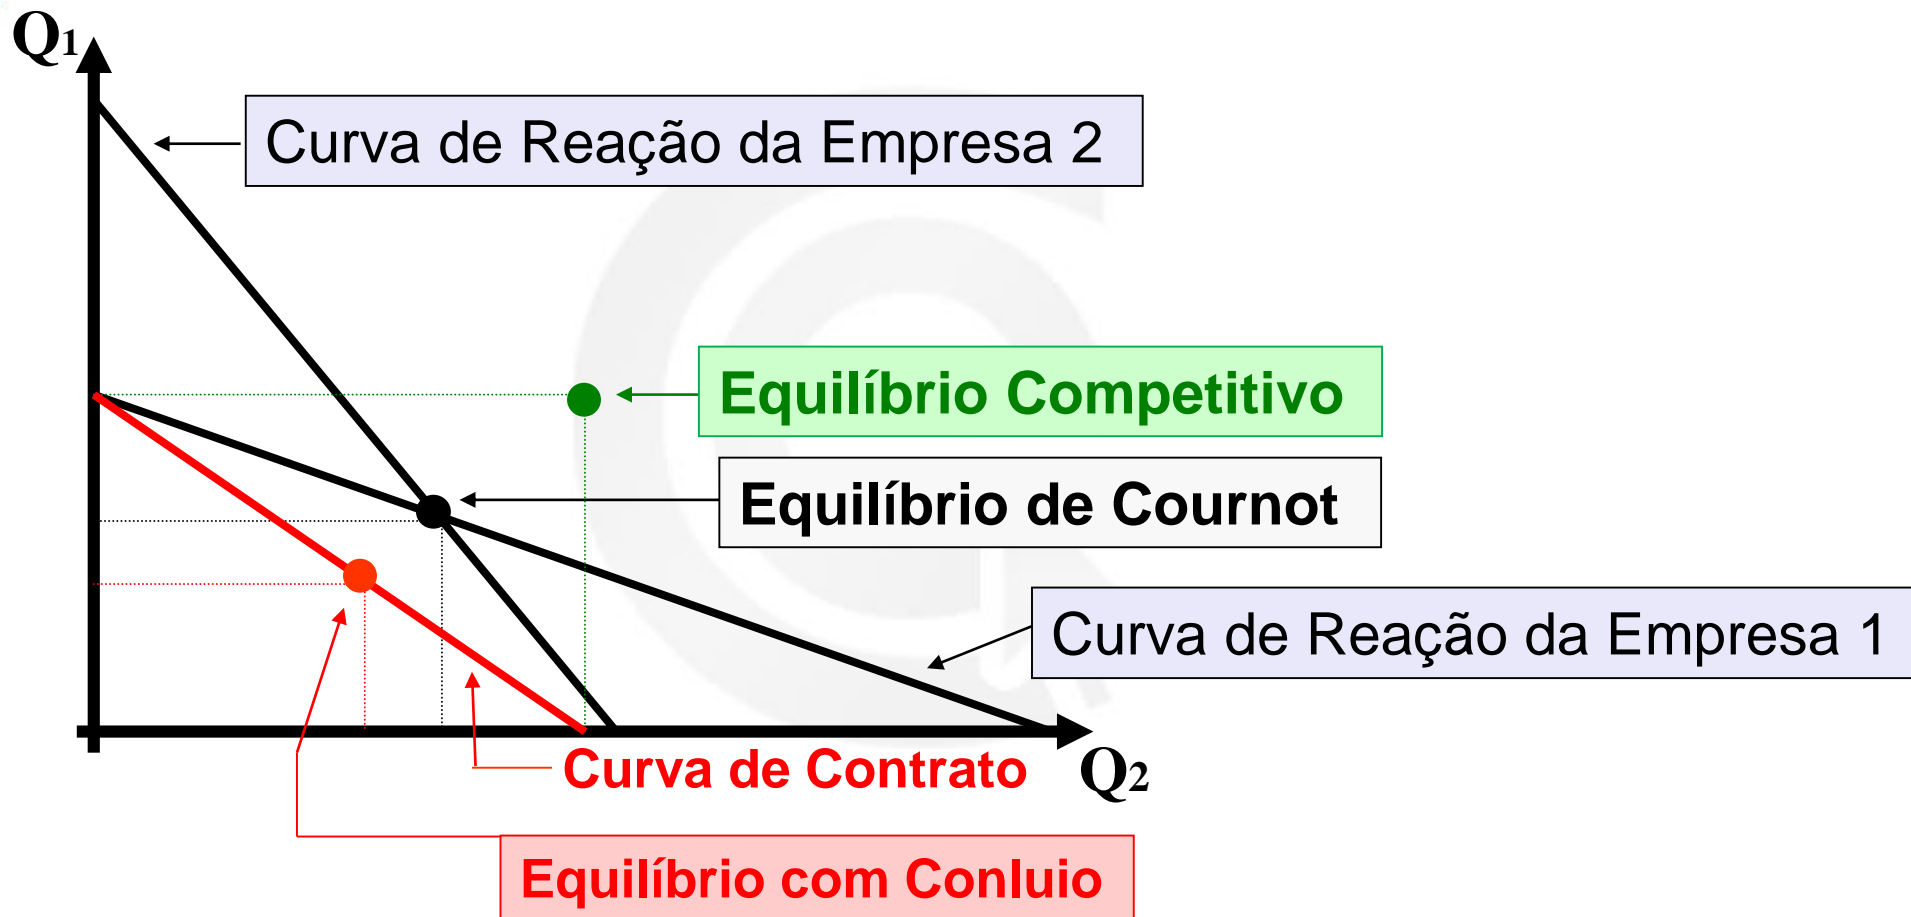 Q1
Curva de Reação da Empresa 2
Equilíbrio Competitivo
Equilíbrio de Cournot
Curva de Reação da Empresa 1
Curva de Contrato
Q2
Equilíbrio com Conluio